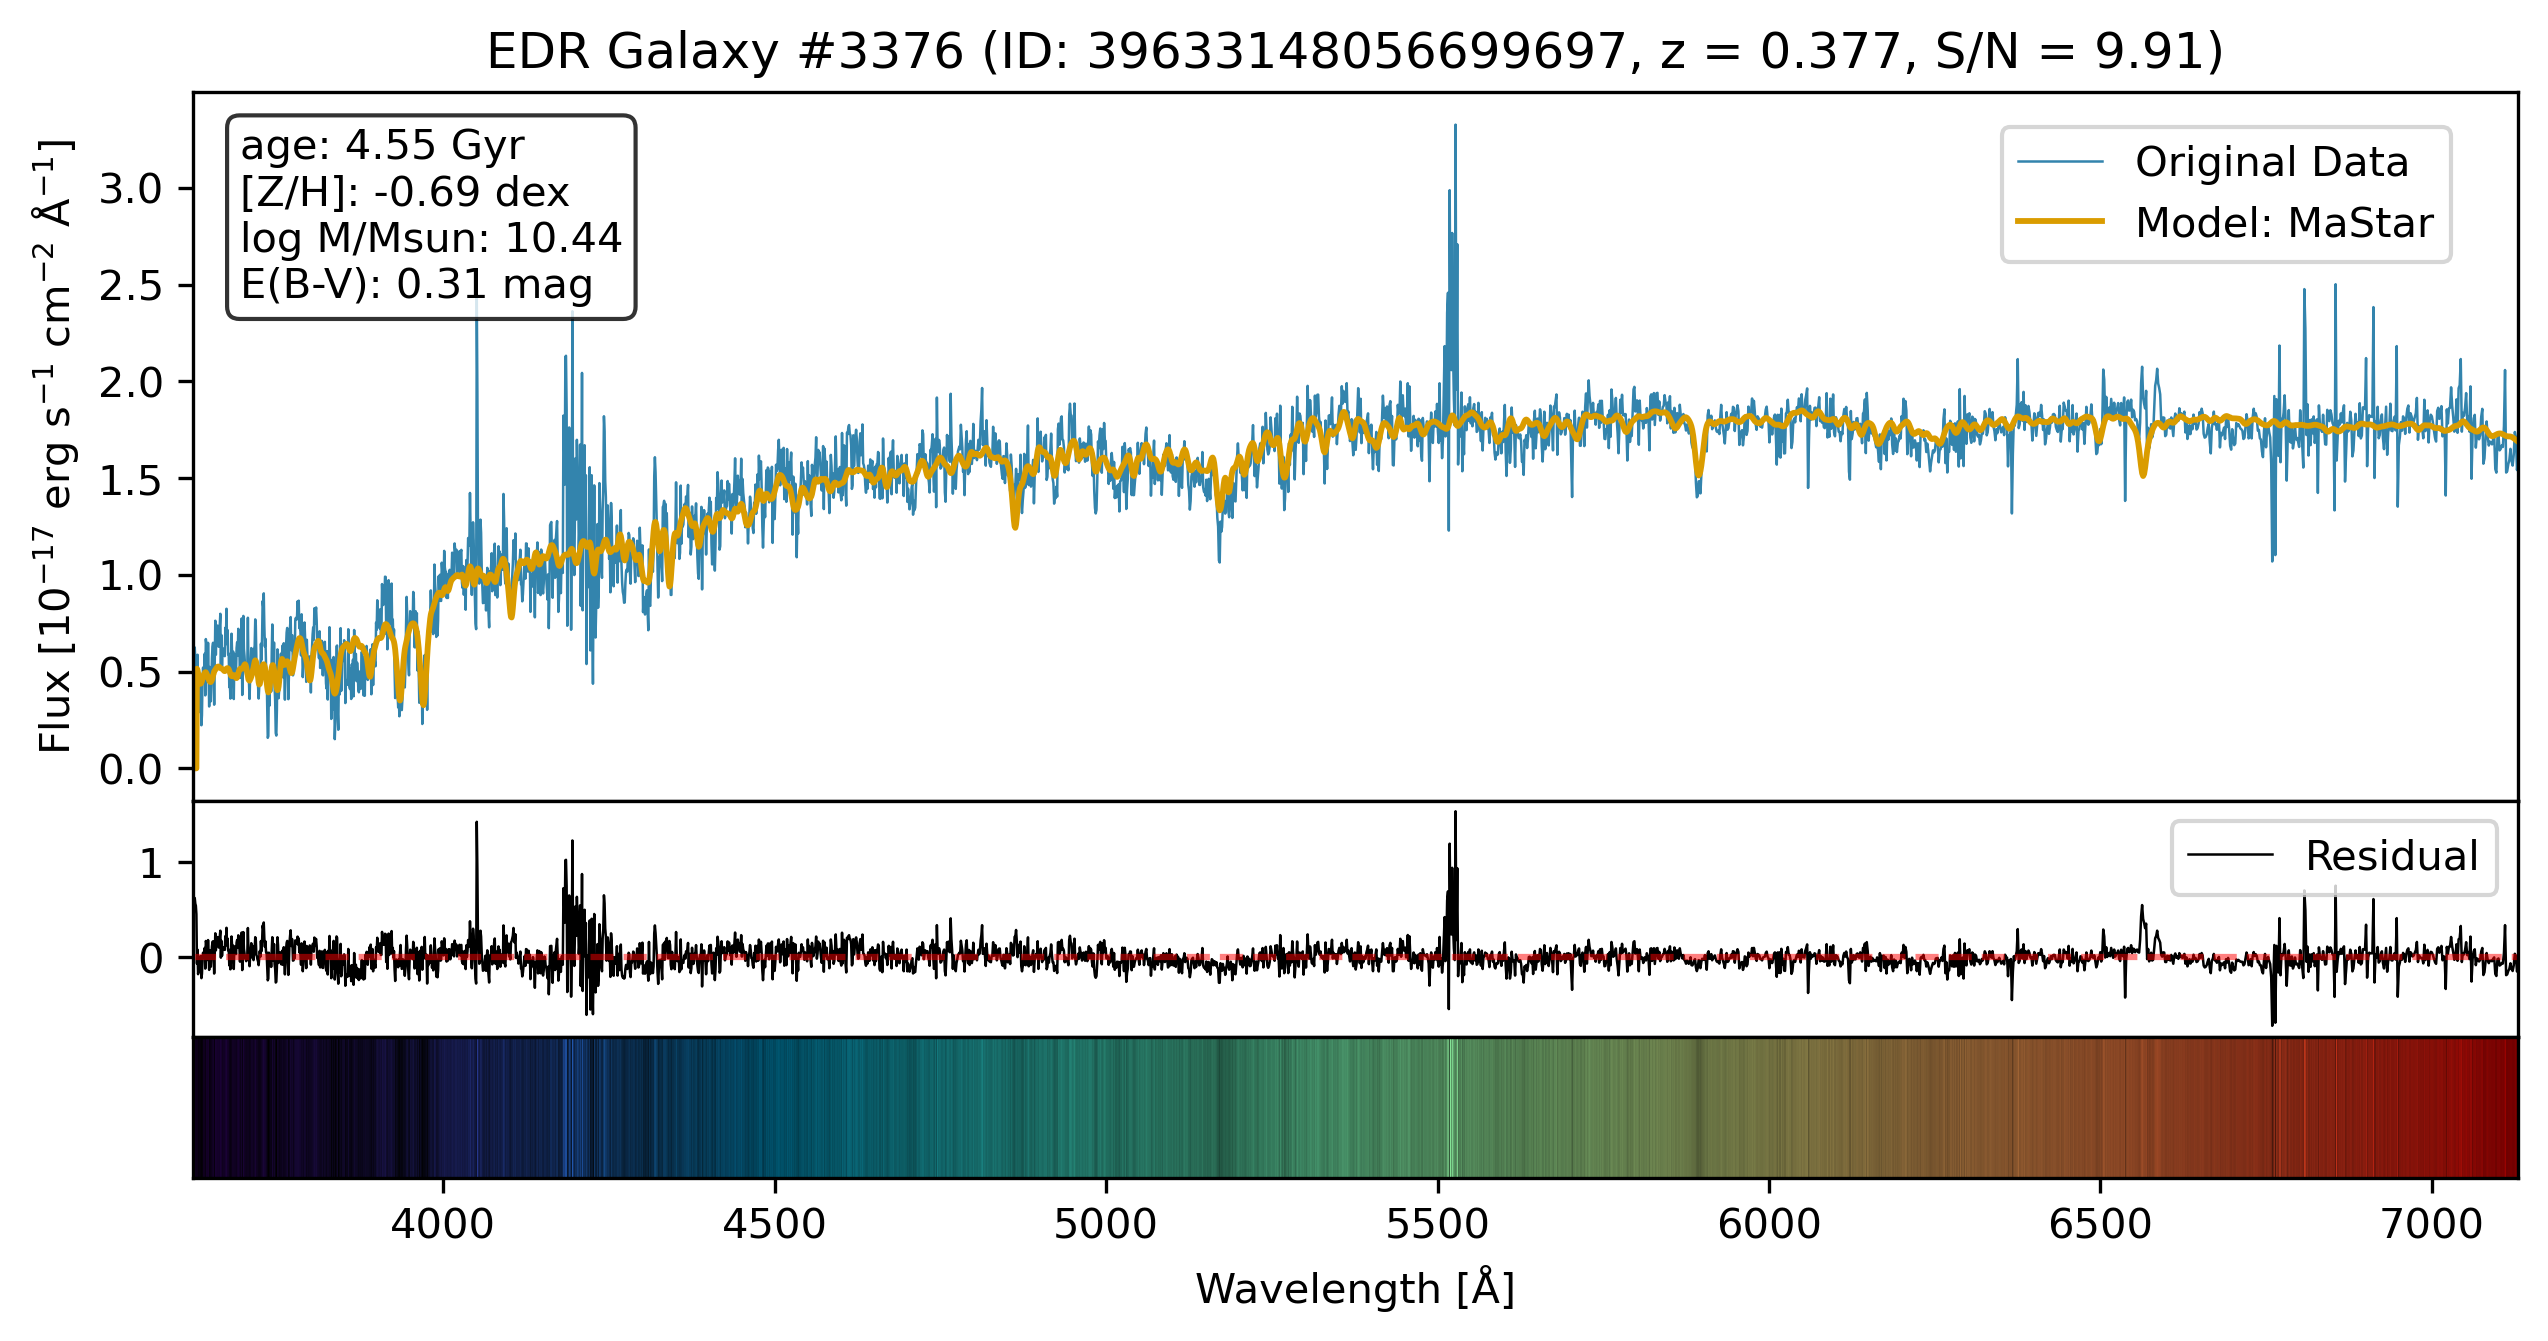 EDR Galaxy #3376 (ID: 39633148056699697, z = 0.377, S/N = 9.91)
age: 4.55 Gyr
[Z/H]: -0.69 dex
log M/Msun: 10.44
E(B-V): 0.31 mag
Original Data
Model: MaStar
Flux [10⁻¹⁷ erg s⁻¹ cm⁻² Å⁻¹]
3.0
2.5
2.0
1.5
1.0
0.5
0.0
Residual
1
0
4000 4500 5000 5500 6000 6500 7000
Wavelength [Å]